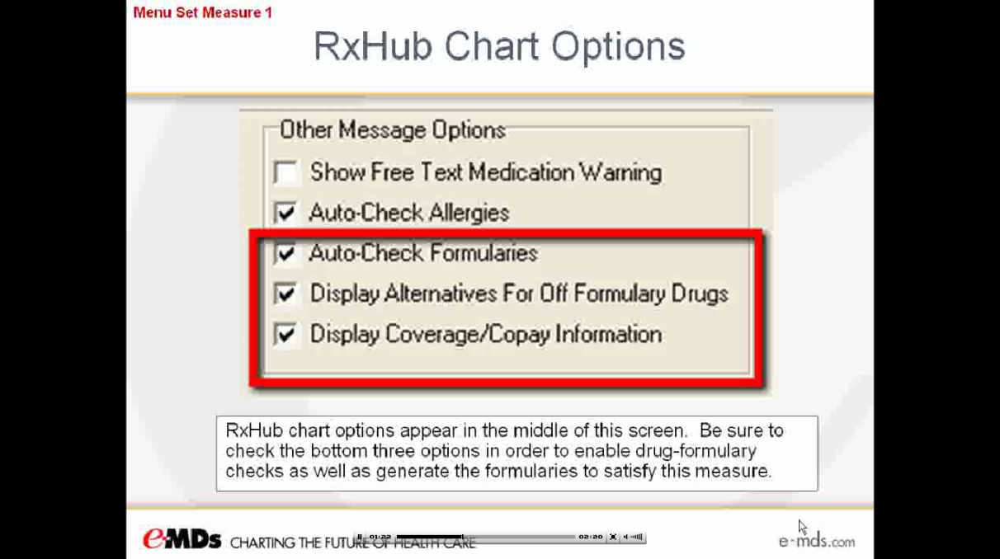 Menu Set Measure 1
RxHub Chart Options
Other Message Options
Show Free Text Medication Warning
Auto-Check Allergies
Auto-Check Formularies
Display Alternatives For Off Formulary Drugs
Display Coverage/Copay Information
RxHub chart options appear in the middle of this screen. Be sure to
check the bottom three options in order to enable drug-formulary
checks as well as generate the formularies to satisfy this measure.
e-MDs CHARTING THE FUTURE OF HEALTH CARE
01:22 02:20
e-mds.com